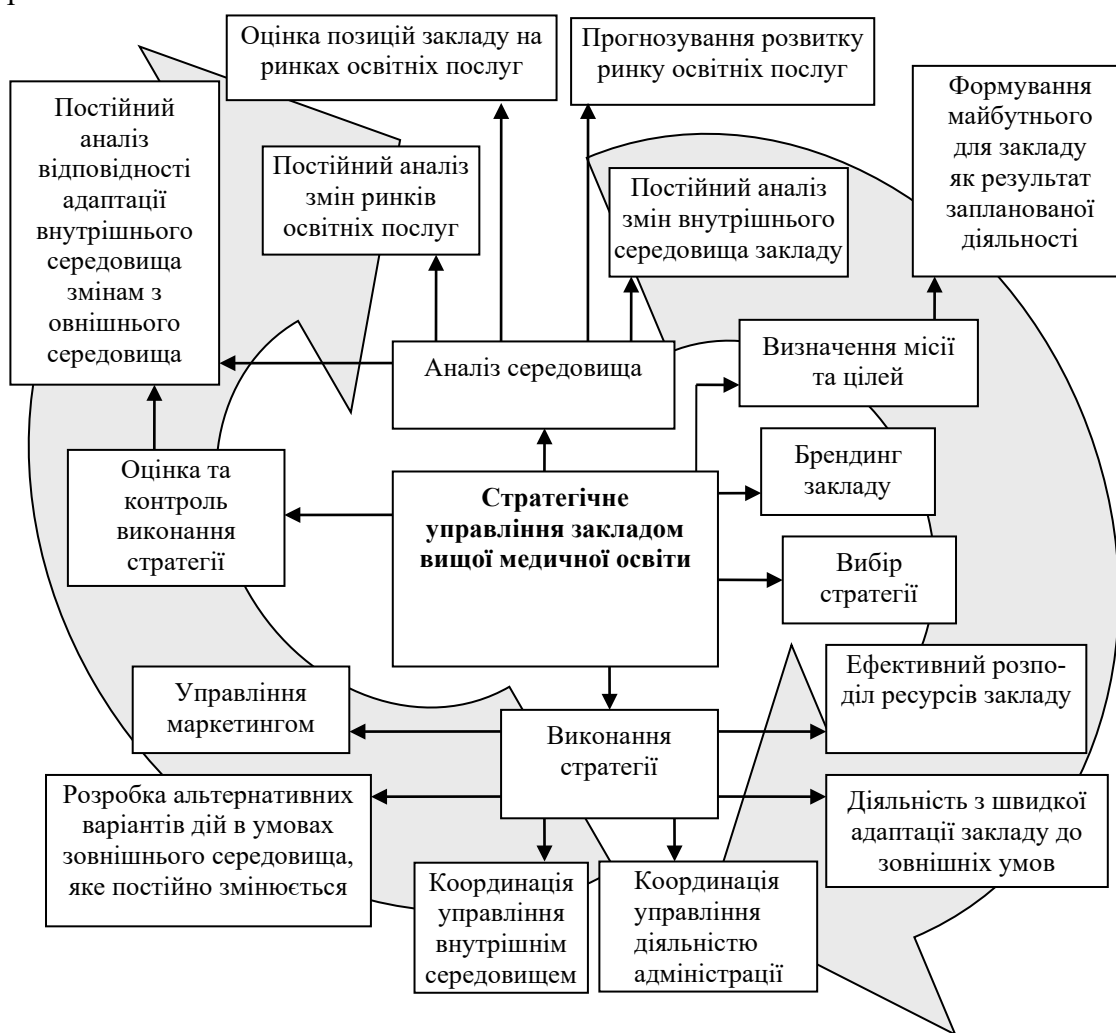 Оцінка позицій закладу на
ринках освітніх послуг
Прогнозування розвитку
ринку освітніх послуг
Постійний
аналіз
відповідності
адаптації
внутрішнього
середовища
змінам з
овнішнього
середовища
Постійний аналіз
змін ринків
освітніх послуг
Постійний аналіз
змін внутрішнього
середовища закладу
Формування
майбутнього
для закладу
як результат
запланованої
діяльності
Аналіз середовища
Визначення місії
та цілей
Оцінка та
контроль
виконання
стратегії
Стратегічне
управління закладом
вищої медичної освіти
Брендинг
закладу
Вибір
стратегії
Управління
маркетингом
Виконання
стратегії
Ефективний розпо-
діл ресурсів закладу
Розробка альтернативних
варіантів дій в умовах
зовнішнього середовища,
яке постійно змінюється
Діяльність з швидкої
адаптації закладу до
зовнішніх умов
Координація
управління
внутрішнім
середовищем
Координація
управління
діяльністю
адміністрації